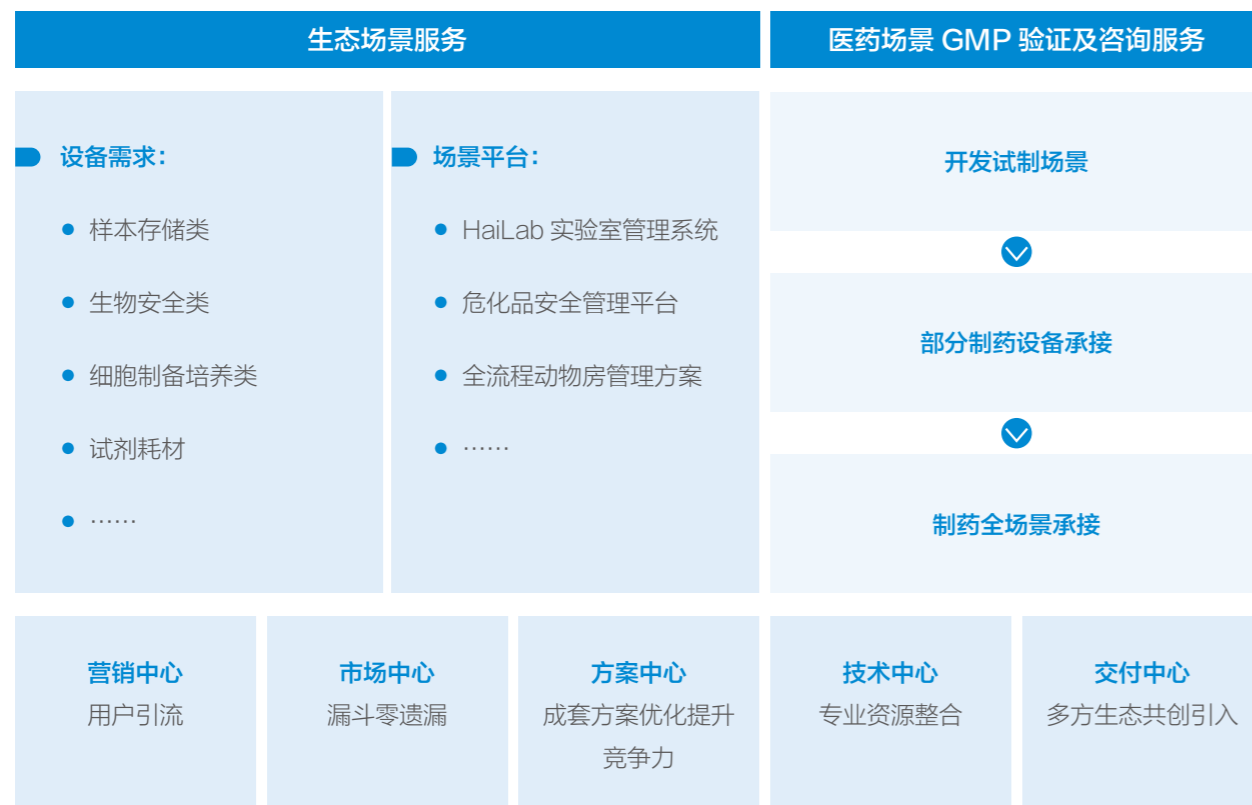 生态场景服务
医药场景 GMP 验证及咨询服务
设备需求：
样本存储类
生物安全类
细胞制备培养类
试剂耗材
……
场景平台：
HaiLab 实验室管理系统
危化品安全管理平台
全流程动物房管理方案
……
开发试制场景
部分制药设备承接
制药全场景承接
营销中心
用户引流
市场中心
漏斗零遗漏
方案中心
成套方案优化提升
竞争力
技术中心
专业资源整合
交付中心
多方生态共创引入